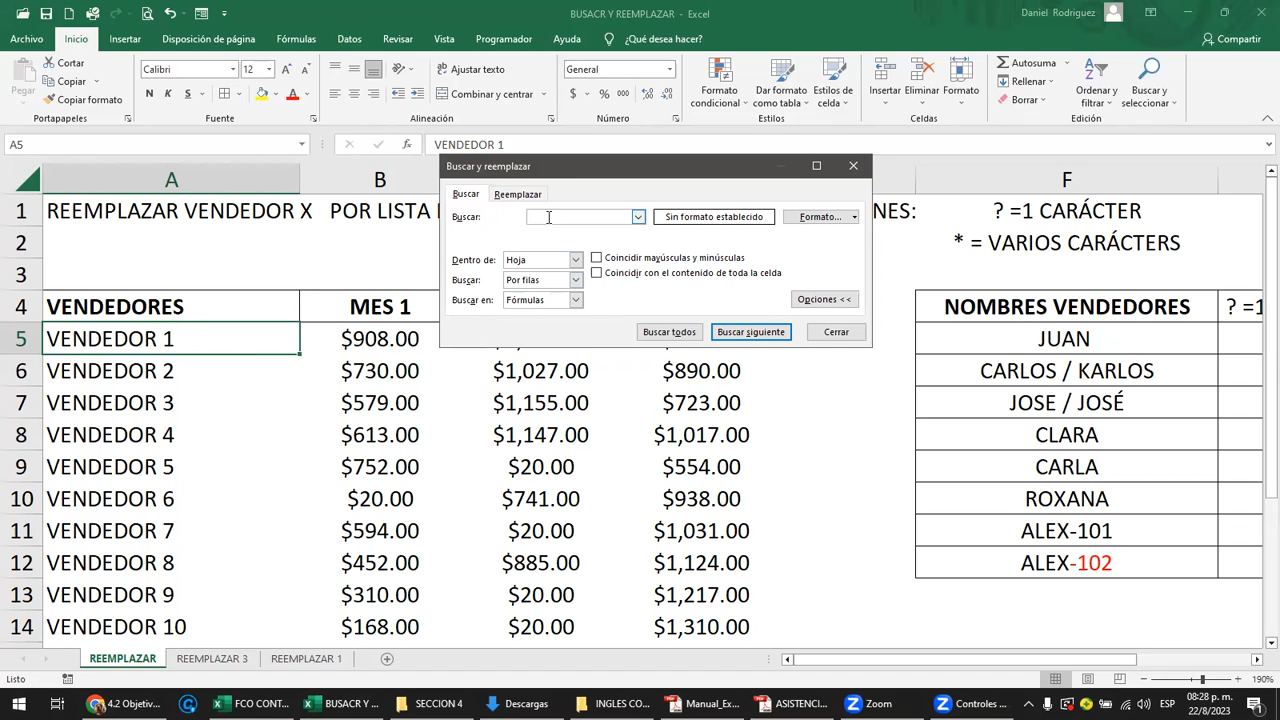 BUSACR Y REEMPLAZAR - Excel
Daniel Rodriguez
Archivo Inicio Insertar Disposición de página Fórmulas Datos Revisar Vista Programador Ayuda ¿Qué desea hacer? Compartir
Pegar
Cortar
Copiar
Copiar formato
Portapapeles
Calibri 12
N K S
Fuente
Ajustar texto
Combinar y centrar
Alineación
General
$ % 000
Número
Formato condicional
Dar formato como tabla
Estilos de celda
Estilos
Insertar Eliminar Formato
Celdas
Autosuma
Rellenar
Borrar
Ordenar y filtrar
Buscar y seleccionar
Edición
A5 fx VENDEDOR 1
Buscar y reemplazar
Buscar Reemplazar
Buscar: Sin formato establecido Formato...
Dentro de: Hoja Coincidir mayúsculas y minúsculas
Buscar: Por filas Coincidir con el contenido de toda la celda
Buscar en: Fórmulas Opciones <<
Buscar todos Buscar siguiente Cerrar
A B F
1 REEMPLAZAR VENDEDOR X POR LISTA NES: ? =1 CARÁCTER
2 * = VARIOS CARÁCTERS
3
4 VENDEDORES MES 1 NOMBRES VENDEDORES ? =1
5 VENDEDOR 1 $908.00 JUAN
6 VENDEDOR 2 $730.00 $1,027.00 $890.00 CARLOS / KARLOS
7 VENDEDOR 3 $579.00 $1,155.00 $723.00 JOSE / JOSÉ
8 VENDEDOR 4 $613.00 $1,147.00 $1,017.00 CLARA
9 VENDEDOR 5 $752.00 $20.00 $554.00 CARLA
10 VENDEDOR 6 $20.00 $741.00 $938.00 ROXANA
11 VENDEDOR 7 $594.00 $20.00 $1,031.00 ALEX-101
12 VENDEDOR 8 $452.00 $885.00 $1,124.00 ALEX-102
13 VENDEDOR 9 $310.00 $20.00 $1,217.00
14 VENDEDOR 10 $168.00 $20.00 $1,310.00
REEMPLAZAR REEMPLAZAR 3 REEMPLAZAR 1
Listo 190%
4.2 Objetiv... FCO CONT... BUSACR Y ... SECCION 4 Descargas INGLES CO... Manual_Ex... ASISTENCI... Zoom Controles ... ESP 08:28 p. m.
22/8/2023